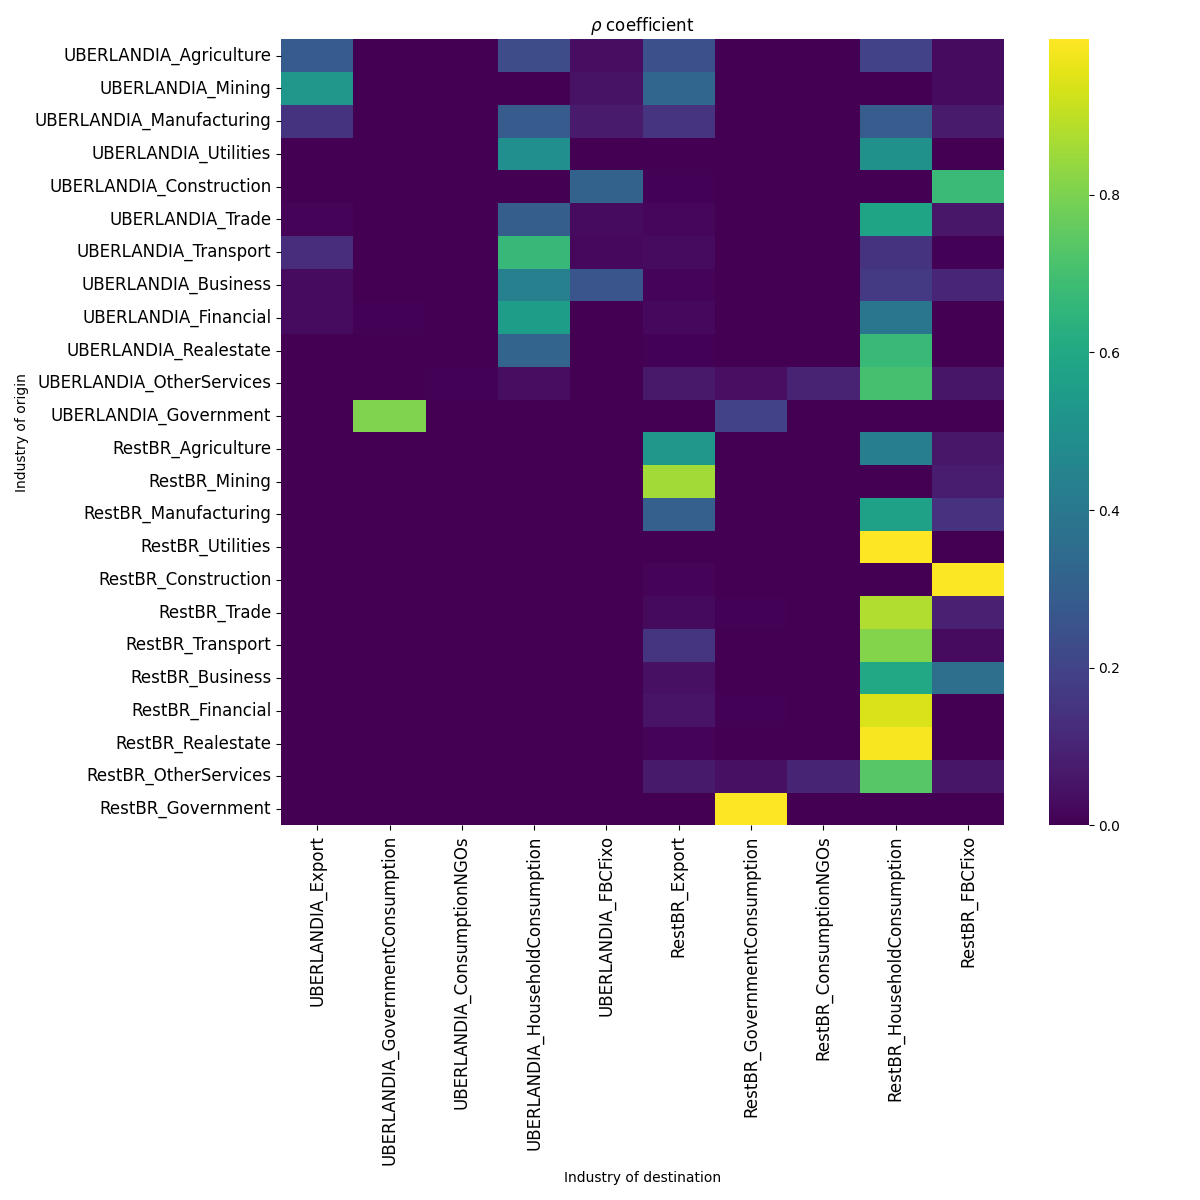 ρ coefficient
Industry of origin
UBERLANDIA_Agriculture
UBERLANDIA_Mining
UBERLANDIA_Manufacturing
UBERLANDIA_Utilities
UBERLANDIA_Construction
UBERLANDIA_Trade
UBERLANDIA_Transport
UBERLANDIA_Business
UBERLANDIA_Financial
UBERLANDIA_Realestate
UBERLANDIA_OtherServices
UBERLANDIA_Government
RestBR_Agriculture
RestBR_Mining
RestBR_Manufacturing
RestBR_Utilities
RestBR_Construction
RestBR_Trade
RestBR_Transport
RestBR_Business
RestBR_Financial
RestBR_Realestate
RestBR_OtherServices
RestBR_Government
0.8
0.6
0.4
0.2
0.0
UBERLANDIA_Export
UBERLANDIA_GovernmentConsumption
UBERLANDIA_ConsumptionNGOs
UBERLANDIA_HouseholdConsumption
UBERLANDIA_FBCFixo
RestBR_Export
RestBR_GovernmentConsumption
RestBR_ConsumptionNGOs
RestBR_HouseholdConsumption
RestBR_FBCFixo
Industry of destination